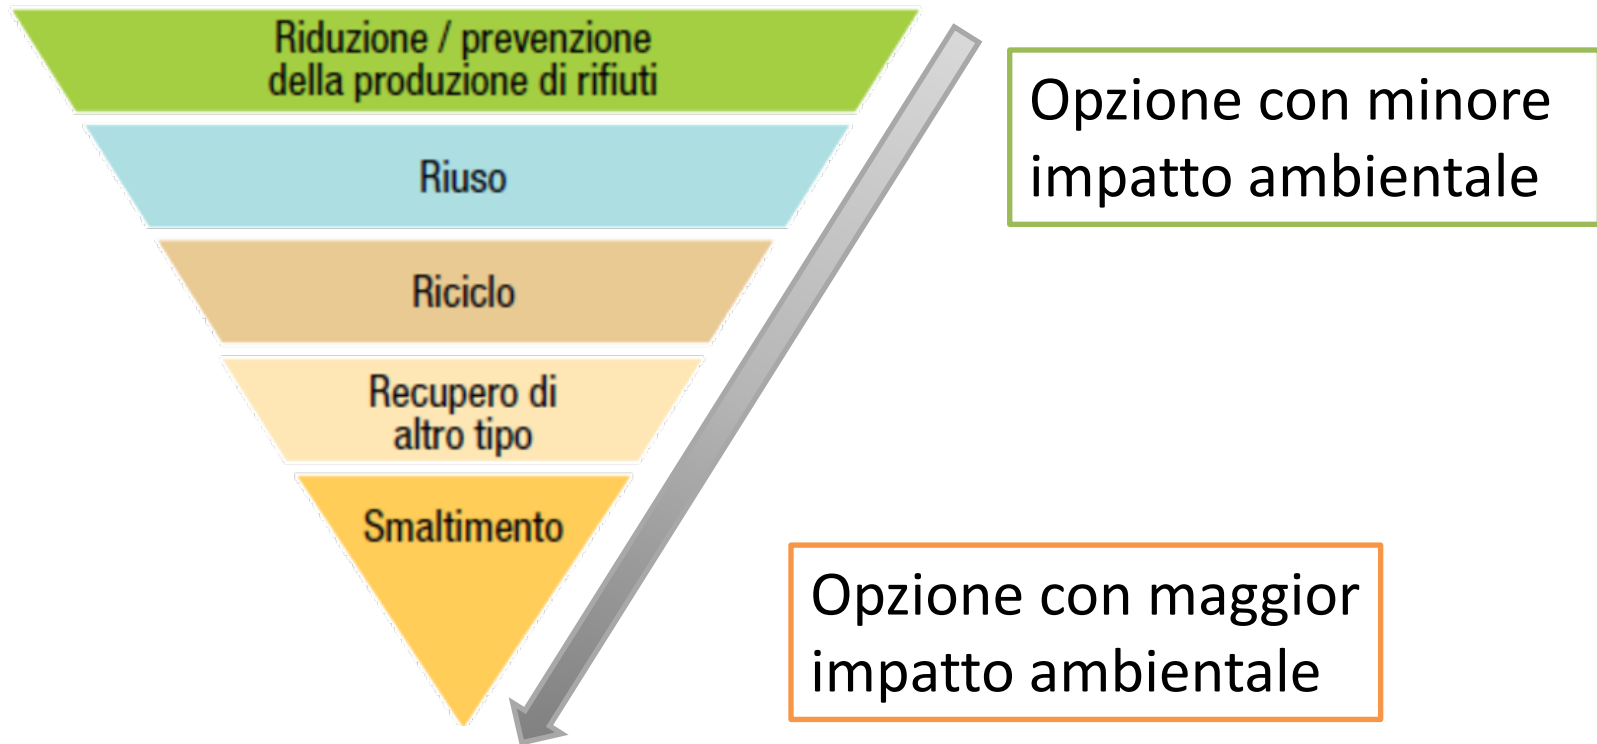 Riduzione / prevenzione
della produzione di rifiuti
Riuso
Riciclo
Recupero di
altro tipo
Smaltimento
Opzione con minore
impatto ambientale
Opzione con maggior
impatto ambientale